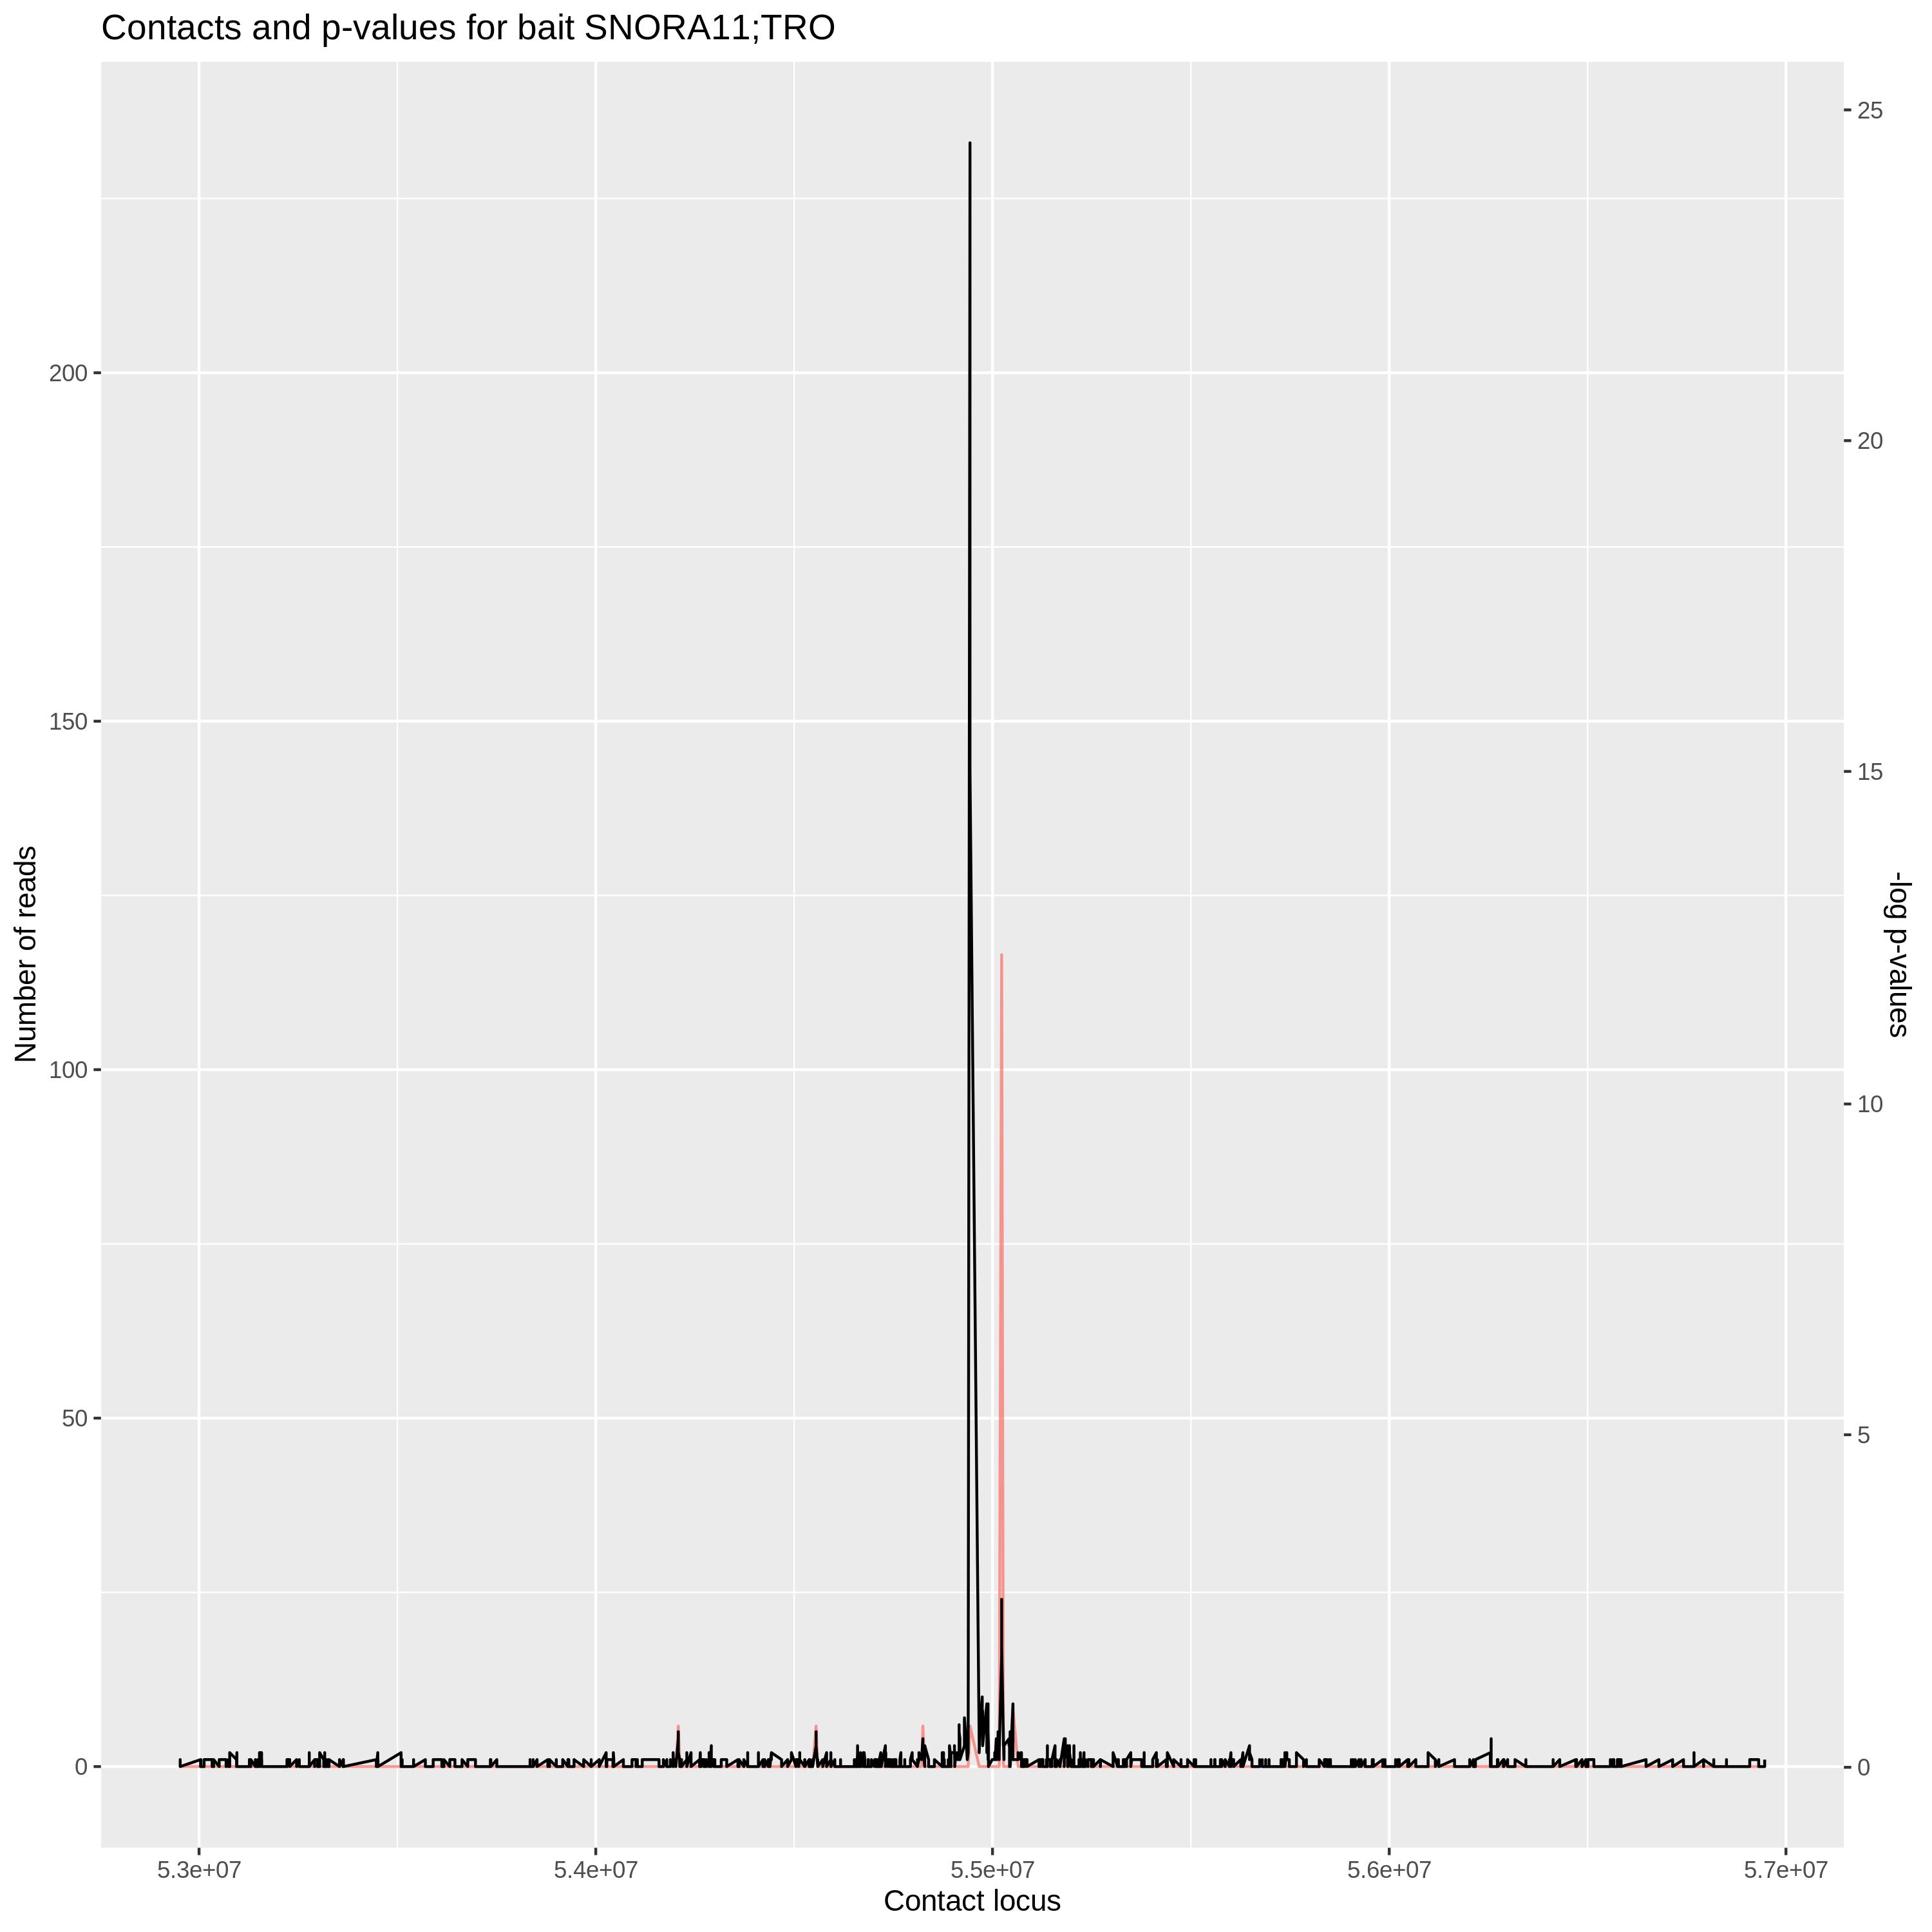 Contacts and p-values for bait SNORA11;TRO
Number of reads
200
150
100
50
0
25
20
15
10
5
0
-log p-values
5.3e+07
5.4e+07
5.5e+07
5.6e+07
5.7e+07
Contact locus